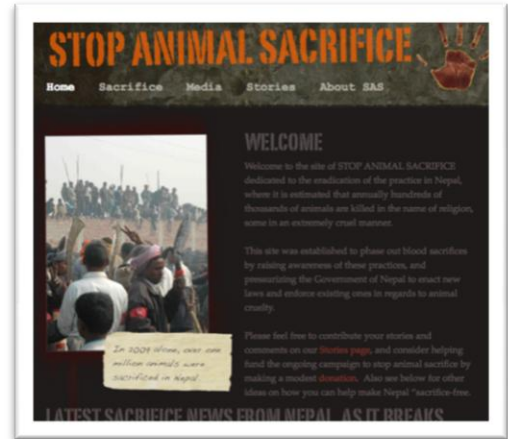 STOP ANIMAL SACRIFICE
Home Sacrifice Media Stories About SAS
WELCOME
Welcome to the site of STOP ANIMAL SACRIFICE
dedicated to the eradication of the practice in Nepal,
where it is estimated that annually hundreds of
thousands of animals are killed in the name of religion,
some in an extremely cruel manner.
This site was established to phase out blood sacrifices
by raising awareness of these practices, and
pressurizing the Government of Nepal to enact new
laws and enforce existing ones in regards to animal
cruelty.
Please feel free to contribute your stories and
comments on our Stories page, and consider helping
fund the ongoing campaign to stop animal sacrifice by
making a modest donation. Also see below for other
ideas on how you can help make Nepal "sacrifice-free.
In 2009 alone, over one
million animals were
sacrificed in Nepal.
LATEST SACRIFICE NEWS FROM NEPAL, AS IT BREAKS